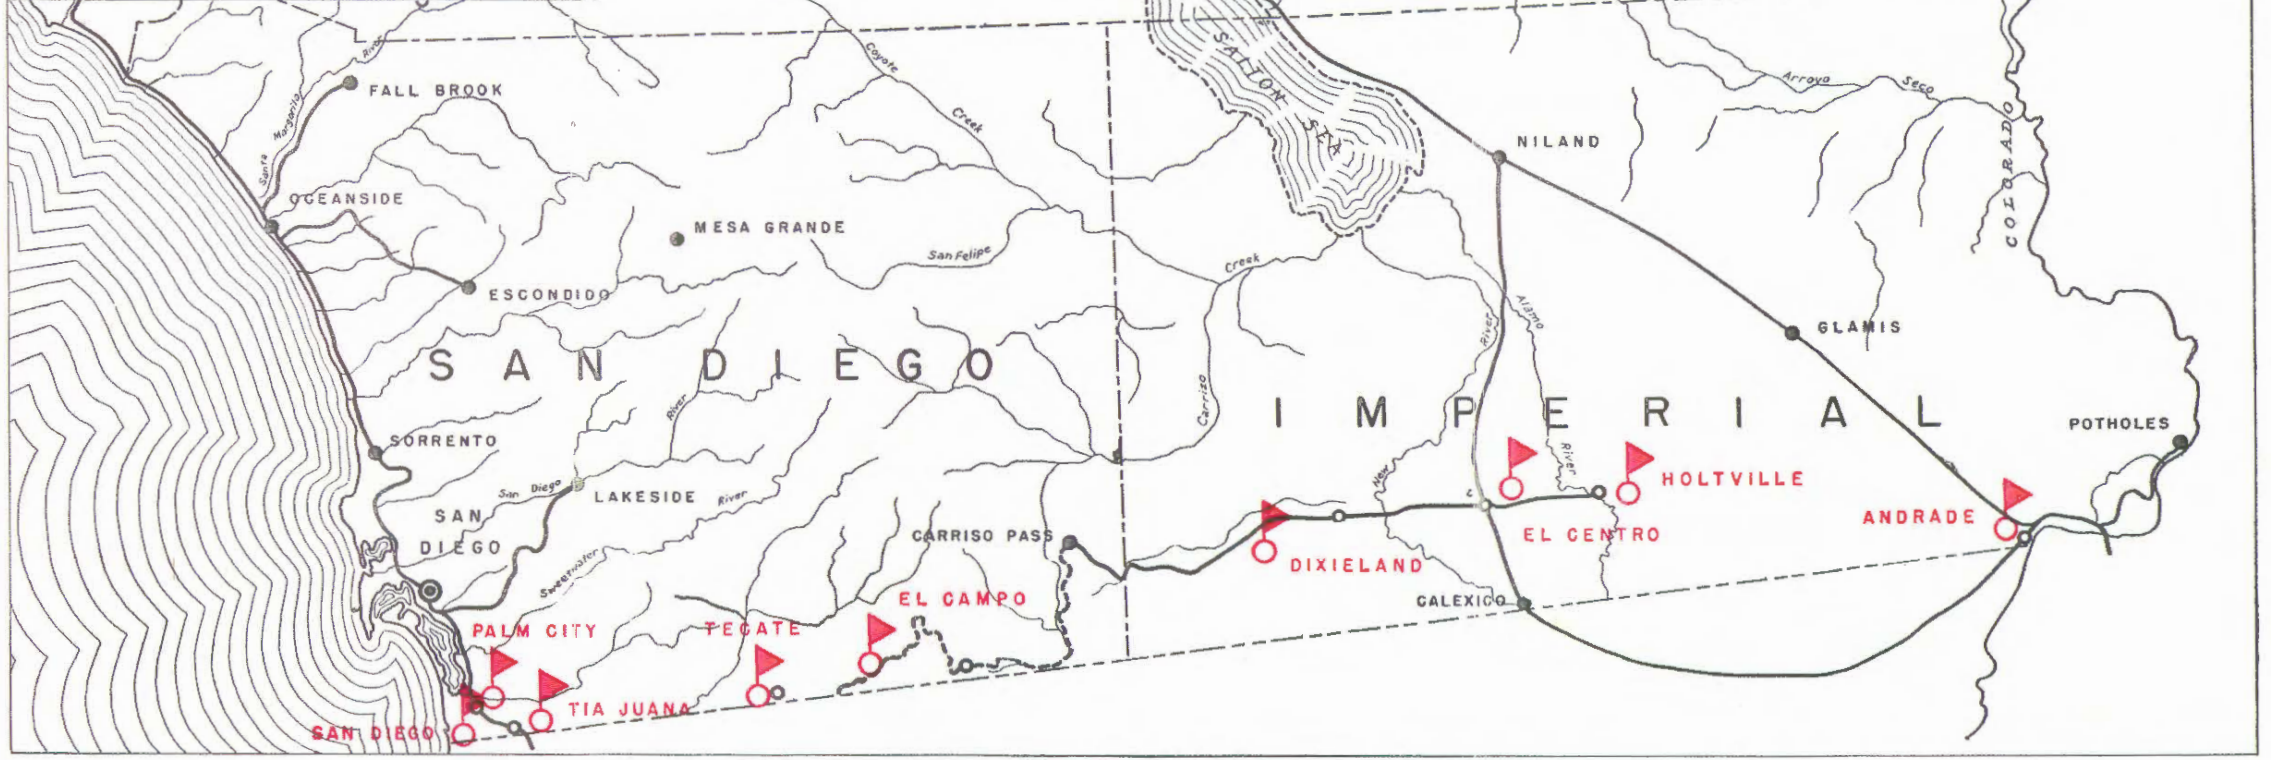 FALL BROOK
Santa Margarita River
OCEANSIDE
ESCONDIDO
MESA GRANDE
Coyote Creek
San Felipe Creek
SALTON SEA
NILAND
Arroyo Seco
COLORADO
GLAMIS
Alamo River
New River
Carrizo
SAN DIEGO
IMPERIAL
POTHOLES
SORRENTO
San Diego River
LAKESIDE
SAN
DIEGO
Sweetwater River
CARRISO PASS
HOLTVILLE
ANDRADE
EL CENTRO
DIXIELAND
CALEXICO
EL CAMPO
PALM CITY
TECATE
TIA JUANA
SAN DIEGO